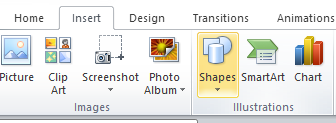 Home Insert Design Transitions Animations
Picture Clip Art Screenshot Photo Album Shapes SmartArt Chart
Images Illustrations